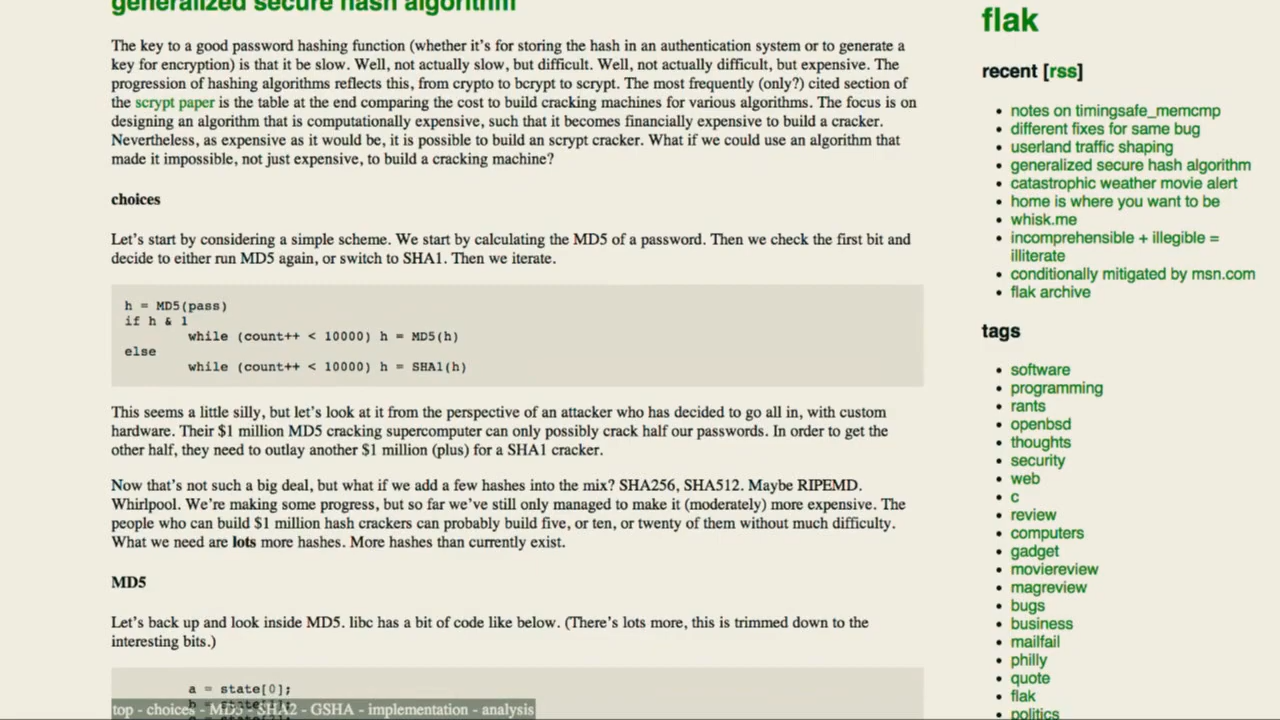 generalized secure hash algorithm
The key to a good password hashing function (whether it's for storing the hash in an authentication system or to generate a
key for encryption) is that it be slow. Well, not actually slow, but difficult. Well, not actually difficult, but expensive. The
progression of hashing algorithms reflects this, from crypto to bcrypt to scrypt. The most frequently (only?) cited section of
the scrypt paper is the table at the end comparing the cost to build cracking machines for various algorithms. The focus is on
designing an algorithm that is computationally expensive, such that it becomes financially expensive to build a cracker.
Nevertheless, as expensive as it would be, it is possible to build an scrypt cracker. What if we could use an algorithm that
made it impossible, not just expensive, to build a cracking machine?
choices
Let's start by considering a simple scheme. We start by calculating the MD5 of a password. Then we check the first bit and
decide to either run MD5 again, or switch to SHA1. Then we iterate.
h = MD5(pass)
if h & 1
while (count++ < 10000) h = MD5(h)
else
while (count++ < 10000) h = SHA1(h)
This seems a little silly, but let's look at it from the perspective of an attacker who has decided to go all in, with custom
hardware. Their $1 million MD5 cracking supercomputer can only possibly crack half our passwords. In order to get the
other half, they need to outlay another $1 million (plus) for a SHA1 cracker.
Now that's not such a big deal, but what if we add a few hashes into the mix? SHA256, SHA512. Maybe RIPEMD.
Whirlpool. We're making some progress, but so far we've still only managed to make it (moderately) more expensive. The
people who can build $1 million hash crackers can probably build five, or ten, or twenty of them without much difficulty.
What we need are lots more hashes. More hashes than currently exist.
MD5
Let's back up and look inside MD5. libc has a bit of code like below. (There's lots more, this is trimmed down to the
interesting bits.)
a = state[0];
top - choices - MD5 - SHA2 - GSHA - implementation - analysis
flak
recent [rss]
notes on timingsafe_memcmp
different fixes for same bug
userland traffic shaping
generalized secure hash algorithm
catastrophic weather movie alert
home is where you want to be
whisk.me
incomprehensible + illegible =
illiterate
conditionally mitigated by msn.com
flak archive
tags
software
programming
rants
openbsd
thoughts
security
web
c
review
computers
gadget
moviereview
magreview
bugs
business
mailfail
philly
quote
flak
politics